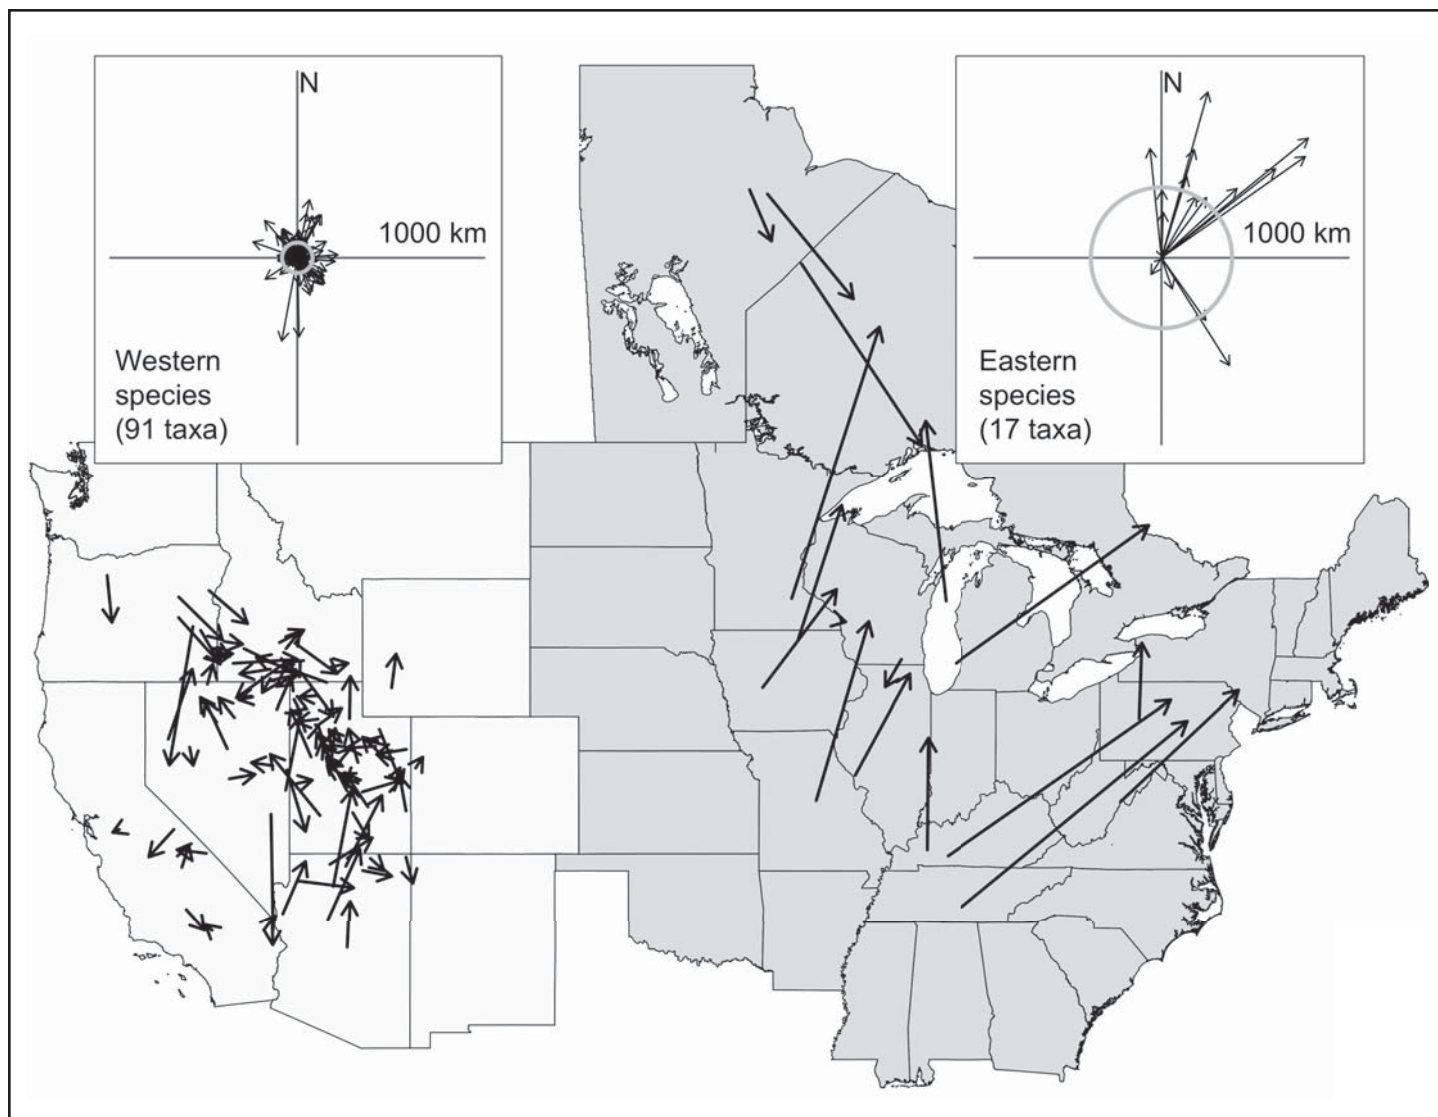 N
1000 km
Western
species
(91 taxa)
N
1000 km
Eastern
species
(17 taxa)